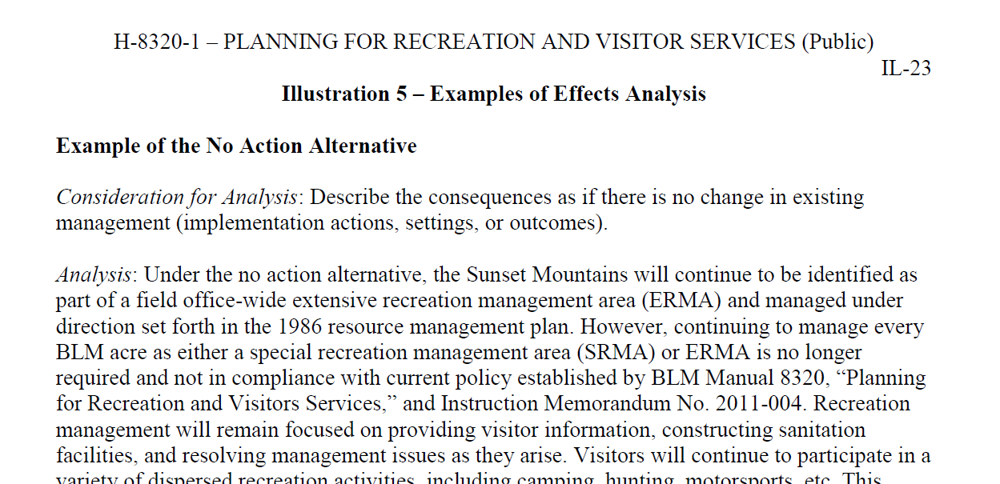 H-8320-1 – PLANNING FOR RECREATION AND VISITOR SERVICES (Public)
IL-23
Illustration 5 – Examples of Effects Analysis
Example of the No Action Alternative
Consideration for Analysis: Describe the consequences as if there is no change in existing
management (implementation actions, settings, or outcomes).
Analysis: Under the no action alternative, the Sunset Mountains will continue to be identified as
part of a field office-wide extensive recreation management area (ERMA) and managed under
direction set forth in the 1986 resource management plan. However, continuing to manage every
BLM acre as either a special recreation management area (SRMA) or ERMA is no longer
required and not in compliance with current policy established by BLM Manual 8320, “Planning
for Recreation and Visitors Services,” and Instruction Memorandum No. 2011-004. Recreation
management will remain focused on providing visitor information, constructing sanitation
facilities, and resolving management issues as they arise. Visitors will continue to participate in a
variety of dispersed recreation activities, including camping, hunting, motorsports, etc. This